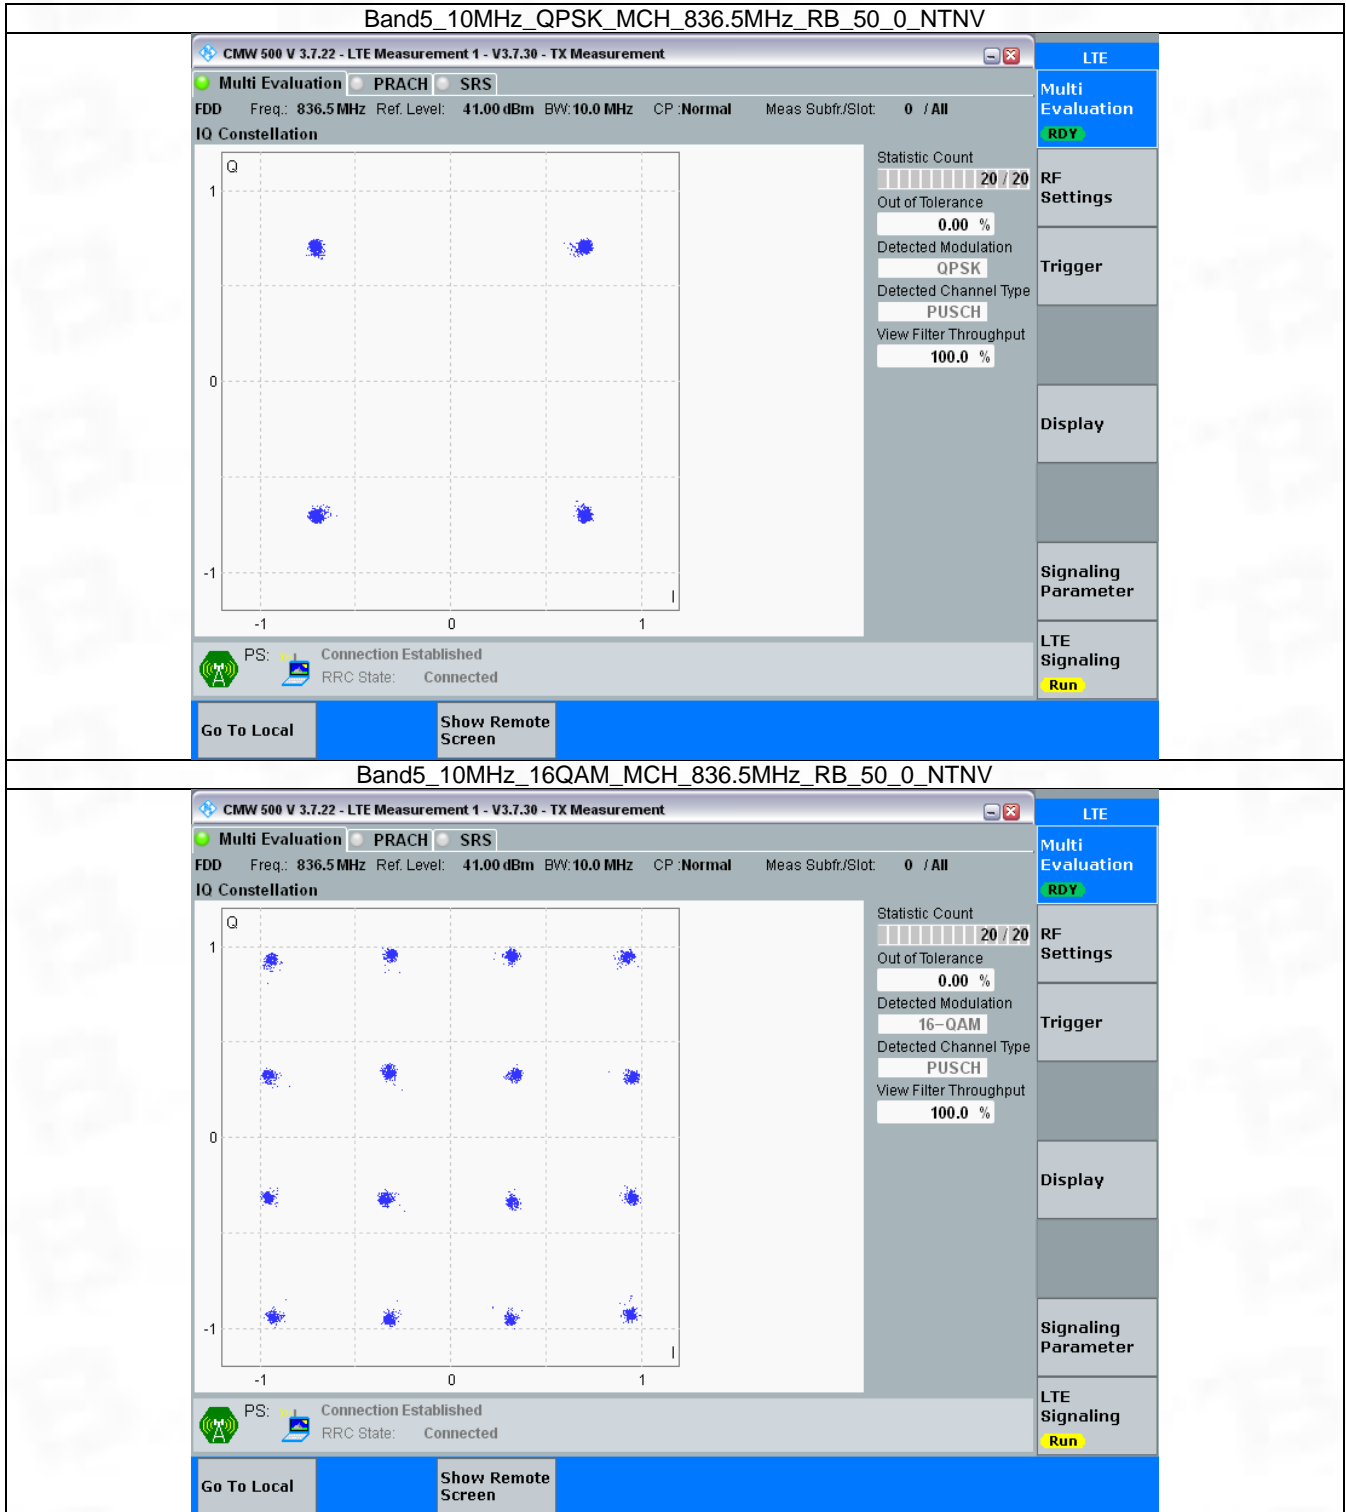 Band5_10MHz_QPSK_MCH_836.5MHz_RB_50_0_NTNV
CMW 500 V 3.7.22 - LTE Measurement 1 - V3.7.30 - TX Measurement
LTE
Multi Evaluation PRACH SRS
Multi
Evaluation
RDY
FDD Freq.: 836.5 MHz Ref. Level: 41.00 dBm BW: 10.0 MHz CP : Normal Meas Subfr./Slot: 0 / All
IQ Constellation
Q
1
0
-1
I
-1 0 1
Statistic Count
20 / 20
Out of Tolerance
0.00 %
Detected Modulation
QPSK
Detected Channel Type
PUSCH
View Filter Throughput
100.0 %
RF
Settings
Trigger
Display
Signaling
Parameter
LTE
Signaling
Run
PS: Connection Established
RRC State: Connected
Go To Local
Show Remote
Screen
Band5_10MHz_16QAM_MCH_836.5MHz_RB_50_0_NTNV
CMW 500 V 3.7.22 - LTE Measurement 1 - V3.7.30 - TX Measurement
LTE
Multi Evaluation PRACH SRS
Multi
Evaluation
RDY
FDD Freq.: 836.5 MHz Ref. Level: 41.00 dBm BW: 10.0 MHz CP : Normal Meas Subfr./Slot: 0 / All
IQ Constellation
Q
1
0
-1
I
-1 0 1
Statistic Count
20 / 20
Out of Tolerance
0.00 %
Detected Modulation
16-QAM
Detected Channel Type
PUSCH
View Filter Throughput
100.0 %
RF
Settings
Trigger
Display
Signaling
Parameter
LTE
Signaling
Run
PS: Connection Established
RRC State: Connected
Go To Local
Show Remote
Screen